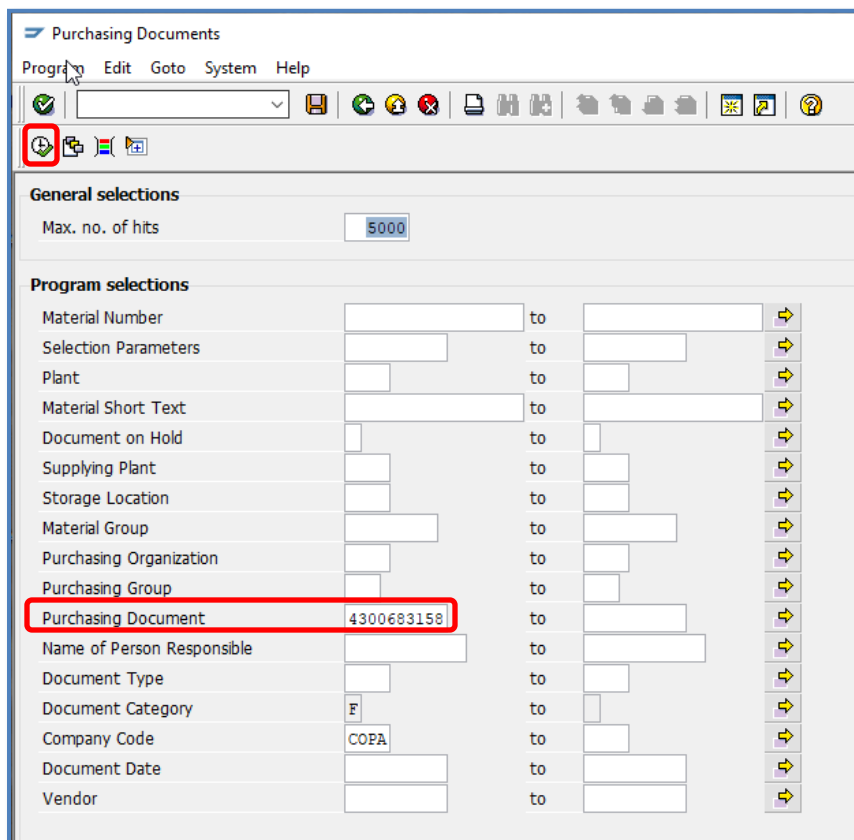 Purchasing Documents
Program Edit Goto System Help
General selections
Max. no. of hits 5000
Program selections
Material Number to
Selection Parameters to
Plant to
Material Short Text to
Document on Hold to
Supplying Plant to
Storage Location to
Material Group to
Purchasing Organization to
Purchasing Group to
Purchasing Document 4300683158 to
Name of Person Responsible to
Document Type to
Document Category F to
Company Code COPA to
Document Date to
Vendor to